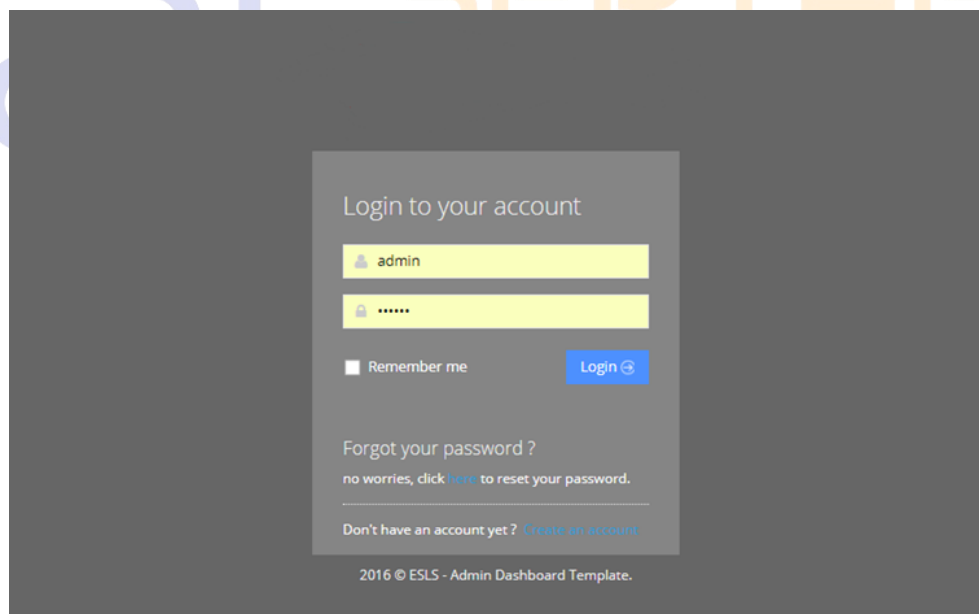 Login to your account
admin
••••••
Remember me
Login
Forgot your password ?
no worries, click here to reset your password.
Don't have an account yet ? Create an account
2016 © ESLS - Admin Dashboard Template.